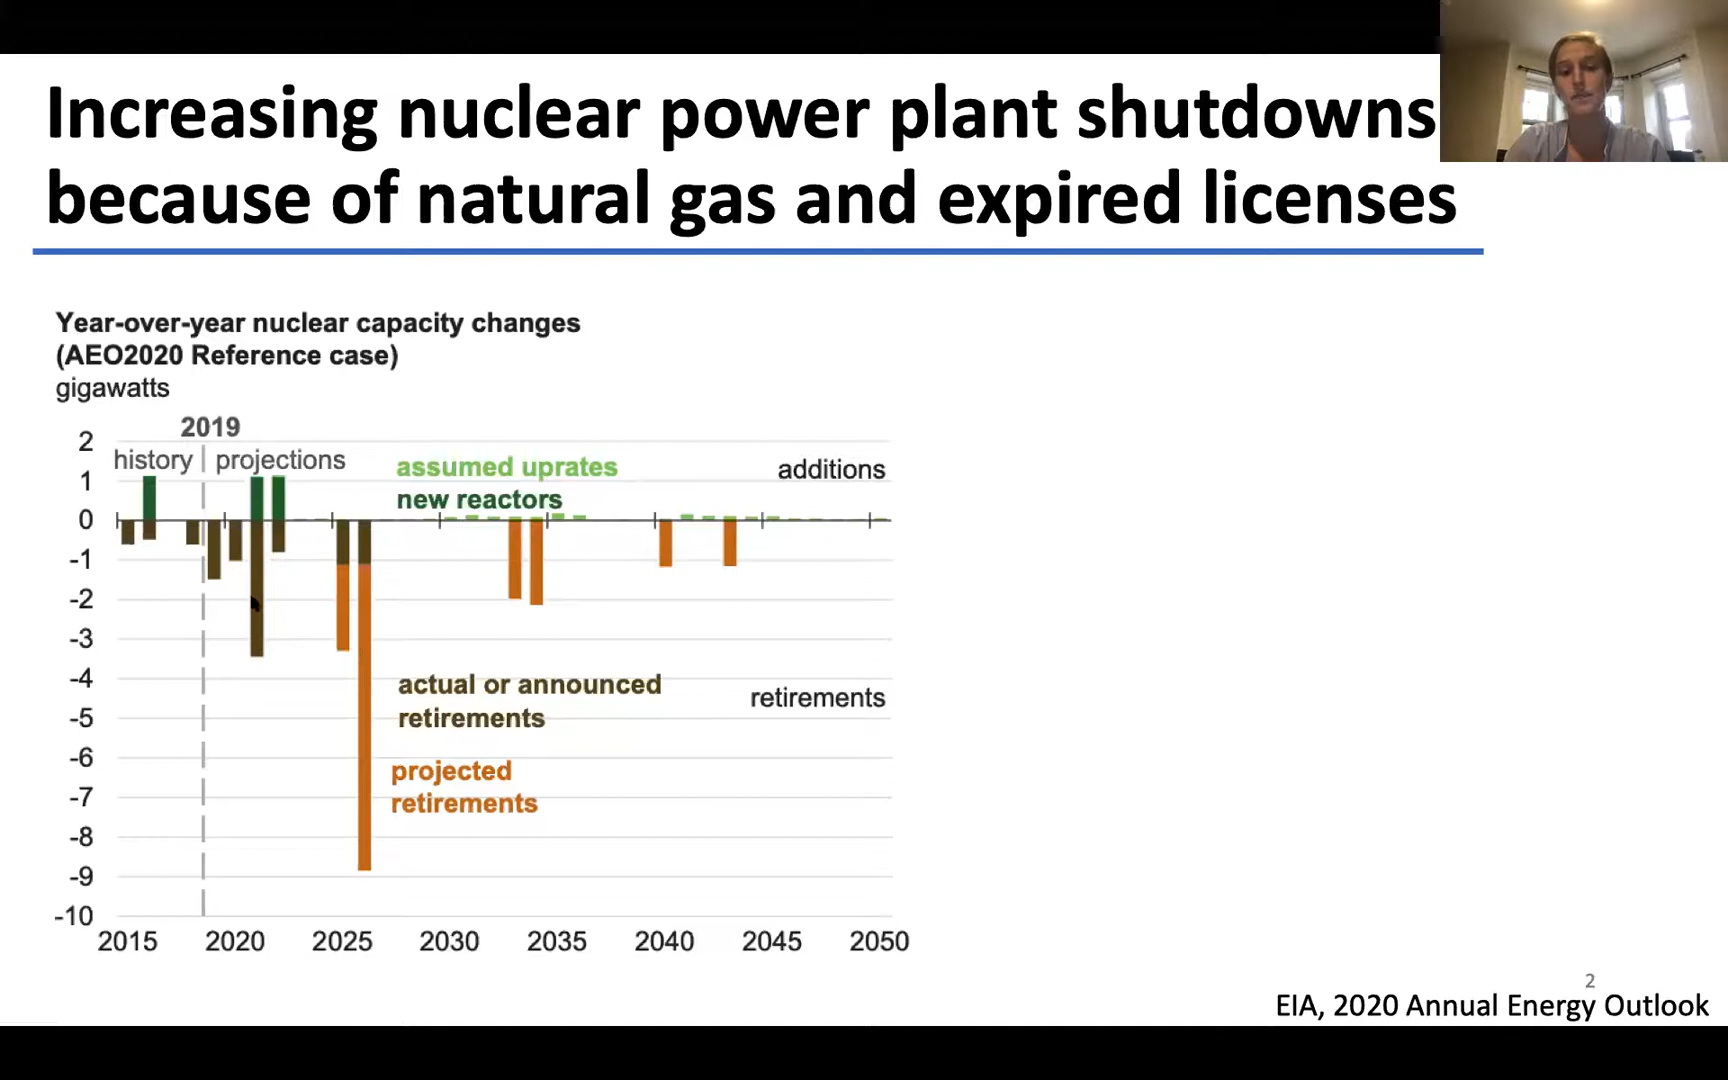 Increasing nuclear power plant shutdowns
because of natural gas and expired licenses
Year-over-year nuclear capacity changes
(AEO2020 Reference case)
gigawatts
2019
history
projections
assumed uprates
new reactors
additions
actual or announced
retirements
retirements
projected
retirements
2
1
0
-1
-2
-3
-4
-5
-6
-7
-8
-9
-10
2015 2020 2025 2030 2035 2040 2045 2050
2
EIA, 2020 Annual Energy Outlook